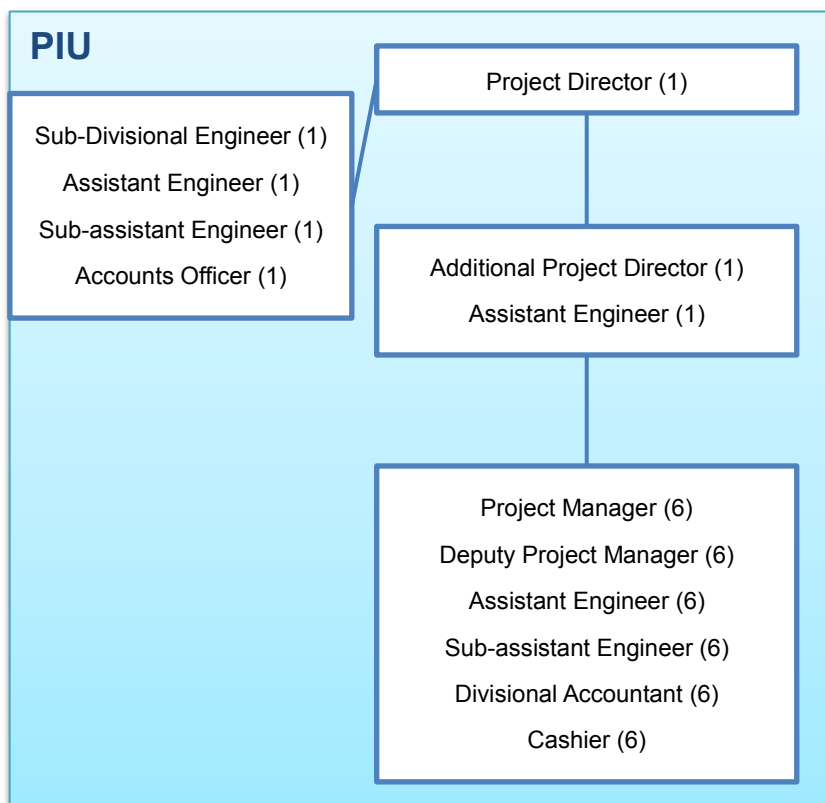 PIU
Project Director (1)
Sub-Divisional Engineer (1)
Assistant Engineer (1)
Sub-assistant Engineer (1)
Accounts Officer (1)
Additional Project Director (1)
Assistant Engineer (1)
Project Manager (6)
Deputy Project Manager (6)
Assistant Engineer (6)
Sub-assistant Engineer (6)
Divisional Accountant (6)
Cashier (6)